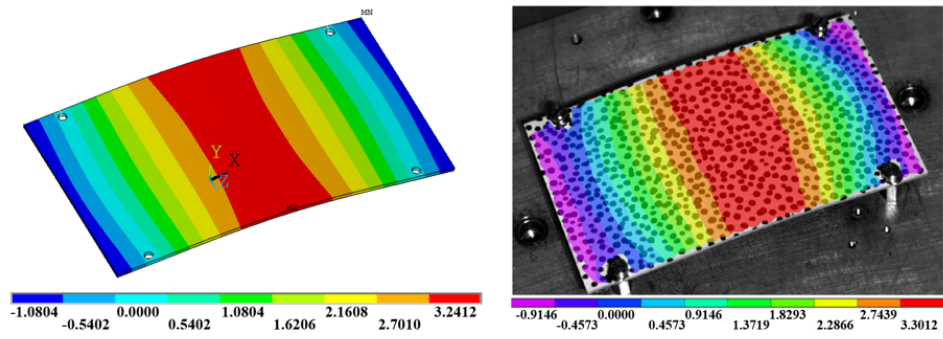 MN
Y
X
Z
MX
-1.0804 0.0000 1.0804 2.1608 3.2412
-0.5402 0.5402 1.6206 2.7010
-0.9146 0.0000 0.9146 1.8293 2.7439
-0.4573 0.4573 1.3719 2.2866 3.3012